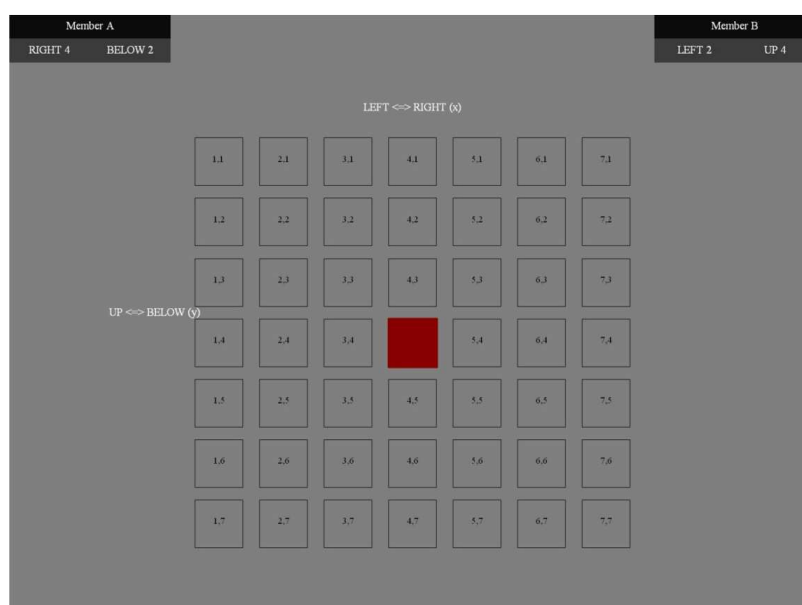 Member A
RIGHT 4 BELOW 2
Member B
LEFT 2 UP 4
LEFT <=> RIGHT (x)
1,1 2,1 3,1 4,1 5,1 6,1 7,1
1,2 2,2 3,2 4,2 5,2 6,2 7,2
1,3 2,3 3,3 4,3 5,3 6,3 7,3
UP <=> BELOW (y)
1,4 2,4 3,4 5,4 6,4 7,4
1,5 2,5 3,5 4,5 5,5 6,5 7,5
1,6 2,6 3,6 4,6 5,6 6,6 7,6
1,7 2,7 3,7 4,7 5,7 6,7 7,7